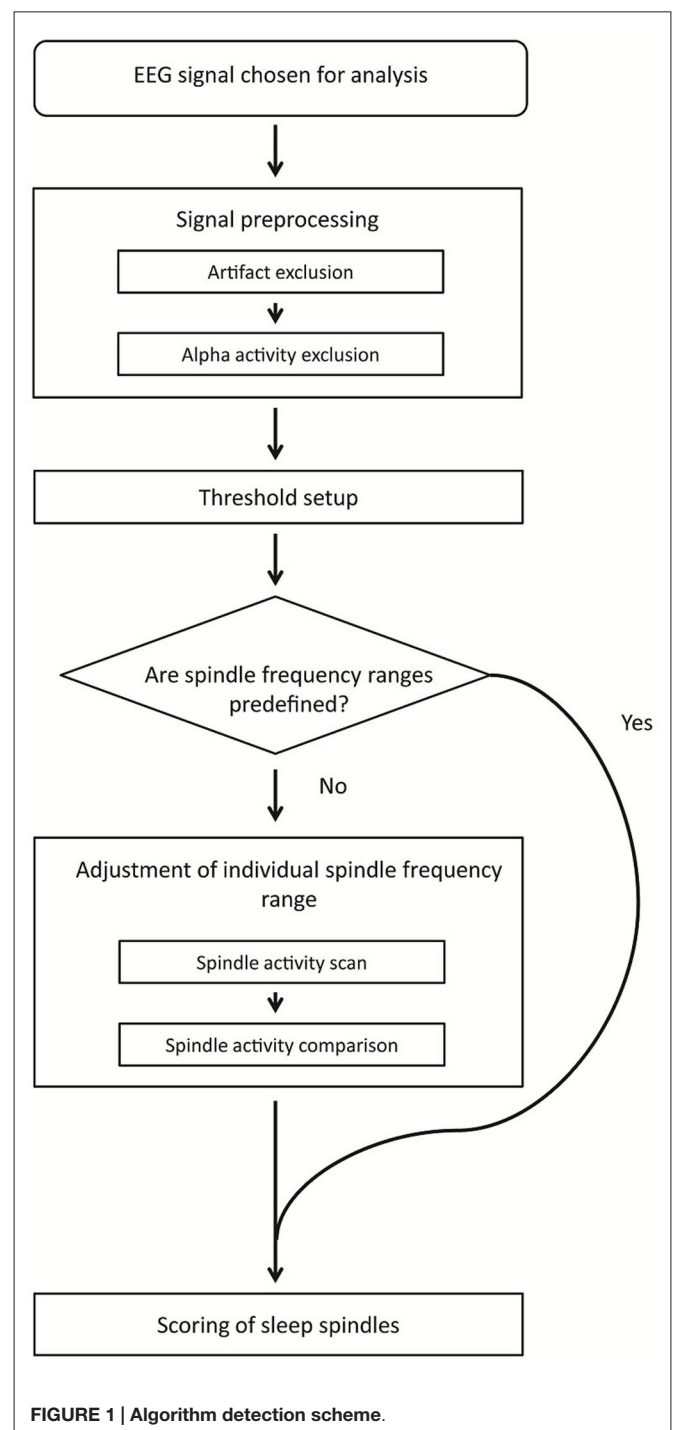 EEG signal chosen for analysis
Signal preprocessing
Artifact exclusion
Alpha activity exclusion
Threshold setup
Are spindle frequency ranges
predefined?
Yes
No
Adjustment of individual spindle frequency
range
Spindle activity scan
Spindle activity comparison
Scoring of sleep spindles
FIGURE 1 | Algorithm detection scheme.